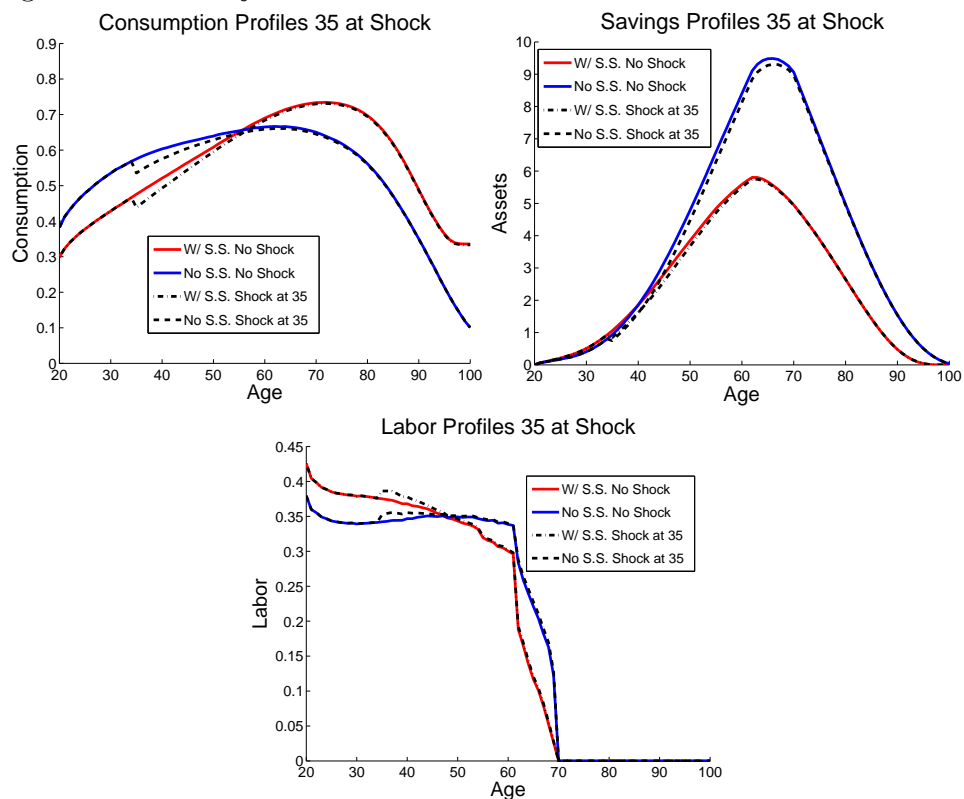 Consumption Profiles 35 at Shock
0.9
0.8
0.7
0.6
0.5
0.4
0.3
0.2
0.1
0
20 30 40 50 60 70 80 90 100
Age
Consumption
W/ S.S. No Shock
No S.S. No Shock
W/ S.S. Shock at 35
No S.S. Shock at 35
Savings Profiles 35 at Shock
10
9
8
7
6
5
4
3
2
1
0
20 30 40 50 60 70 80 90 100
Age
Assets
W/ S.S. No Shock
No S.S. No Shock
W/ S.S. Shock at 35
No S.S. Shock at 35
Labor Profiles 35 at Shock
0.45
0.4
0.35
0.3
0.25
0.2
0.15
0.1
0.05
0
20 30 40 50 60 70 80 90 100
Age
Labor
W/ S.S. No Shock
No S.S. No Shock
W/ S.S. Shock at 35
No S.S. Shock at 35